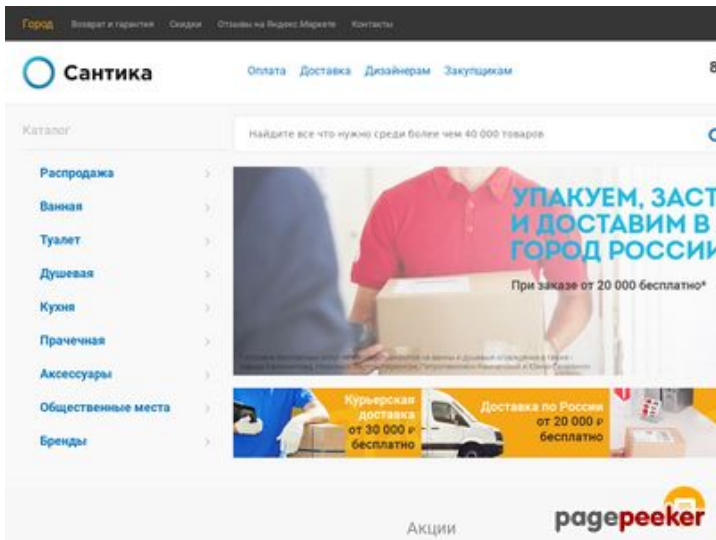 Город Возврат и гарантия Скидки Отзывы на Яндекс.Маркете Контакты
Сантика
Оплата Доставка Дизайнерам Закупщикам
8
Каталог
Найдите все что нужно среди более чем 40 000 товаров
Распродажа
Ванная
Туалет
Душевая
Кухня
Прачечная
Аксессуары
Общественные места
Бренды
УПАКУЕМ, ЗАСТ
И ДОСТАВИМ В
ГОРОД РОССИИ
При заказе от 20 000 бесплатно*
Курьерская
доставка
от 30 000 ₽
бесплатно
Доставка по России
от 20 000 ₽
бесплатно
Акции
pagepeeker